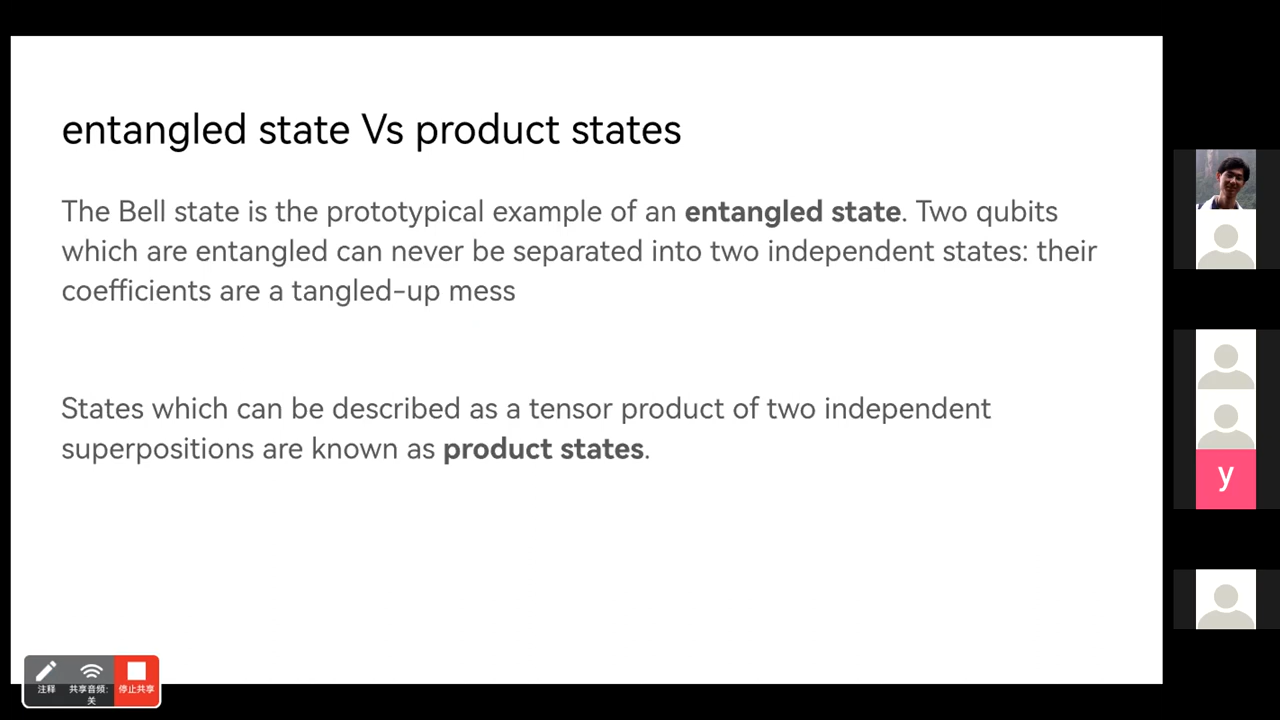 entangled state Vs product states
The Bell state is the prototypical example of an entangled state. Two qubits
which are entangled can never be separated into two independent states: their
coefficients are a tangled-up mess
States which can be described as a tensor product of two independent
superpositions are known as product states.
y
注释
共享音频:
关
停止共享